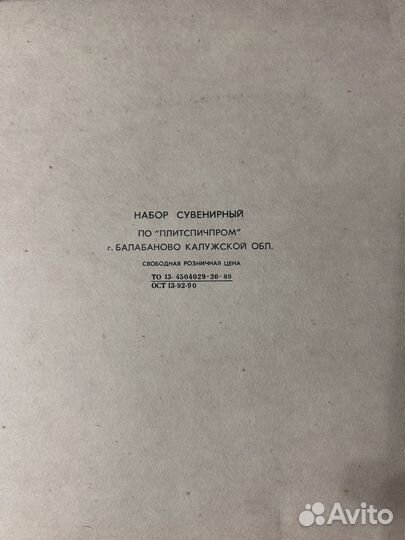 НАБОР СУВЕНИРНЫЙ
ПО "ПЛИТСПИЧПРОМ"
г. БАЛАБАНОВО КАЛУЖСКОЙ ОБЛ.
СВОБОДНАЯ РОЗНИЧНАЯ ЦЕНА
ТО 13-4504029-36-89
ОСТ 13-92-90
Avito